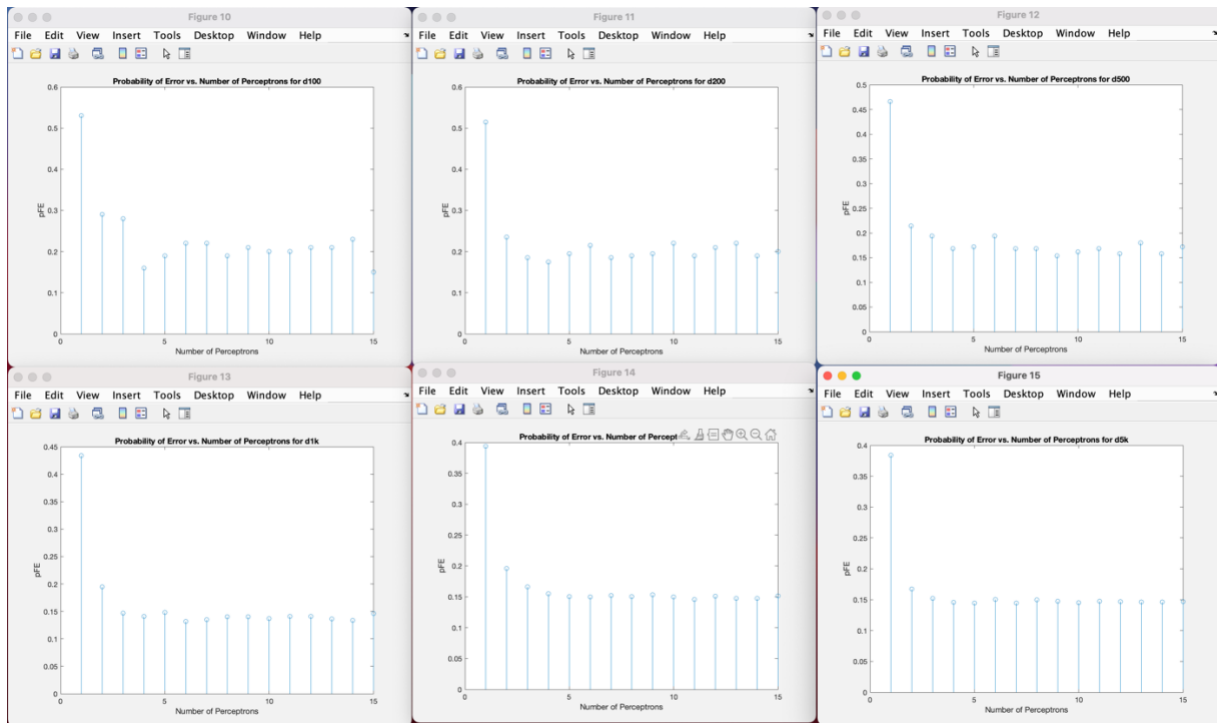 Figure 10
File Edit View Insert Tools Desktop Window Help
Probability of Error vs. Number of Perceptrons for d100
0.6
0.5
0.4
0.3
0.2
0.1
0
pFE
0 5 10 15
Number of Perceptrons
Figure 11
File Edit View Insert Tools Desktop Window Help
Probability of Error vs. Number of Perceptrons for d200
0.6
0.5
0.4
0.3
0.2
0.1
0
pFE
0 5 10 15
Number of Perceptrons
Figure 12
File Edit View Insert Tools Desktop Window Help
Probability of Error vs. Number of Perceptrons for d500
0.5
0.45
0.4
0.35
0.3
0.25
0.2
0.15
0.1
0.05
0
pFE
0 5 10 15
Number of Perceptrons
Figure 13
File Edit View Insert Tools Desktop Window Help
Probability of Error vs. Number of Perceptrons for d1k
0.45
0.4
0.35
0.3
0.25
0.2
0.15
0.1
0.05
0
pFE
0 5 10 15
Number of Perceptrons
Figure 14
File Edit View Insert Tools Desktop Window Help
Probability of Error vs. Number of Percept
0.4
0.35
0.3
0.25
0.2
0.15
0.1
0.05
0
pFE
0 5 10 15
Number of Perceptrons
Figure 15
File Edit View Insert Tools Desktop Window Help
Probability of Error vs. Number of Perceptrons for d5k
0.4
0.35
0.3
0.25
0.2
0.15
0.1
0.05
0
pFE
0 5 10 15
Number of Perceptrons